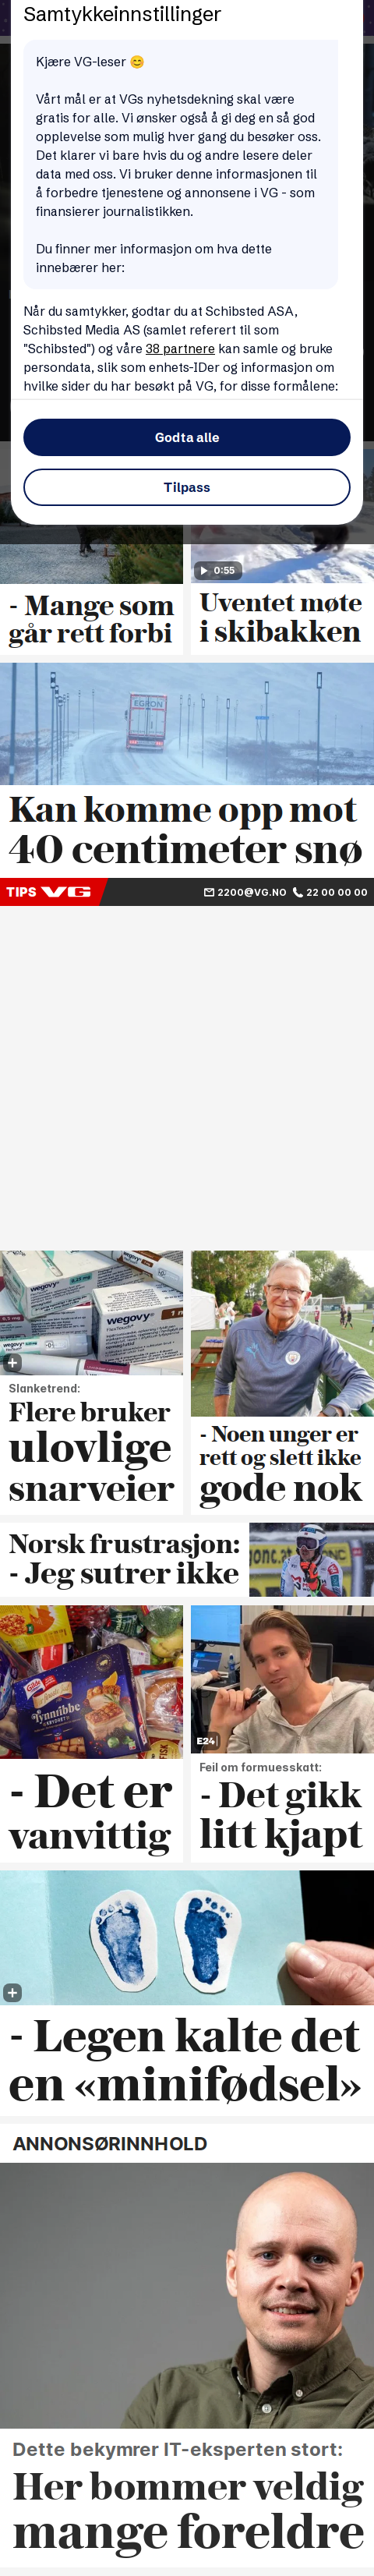 Samtykkeinnstillinger
Kjære VG-leser 😊
Vårt mål er at VGs nyhetsdekning skal være
gratis for alle. Vi ønsker også å gi deg en så god
opplevelse som mulig hver gang du besøker oss.
Det klarer vi bare hvis du og andre lesere deler
data med oss. Vi bruker denne informasjonen til
å forbedre tjenestene og annonsene i VG - som
finansierer journalistikken.
Du finner mer informasjon om hva dette
innebærer her:
Når du samtykker, godtar du at Schibsted ASA,
Schibsted Media AS (samlet referert til som
"Schibsted") og våre 38 partnere kan samle og bruke
persondata, slik som enhets-IDer og informasjon om
hvilke sider du har besøkt på VG, for disse formålene:
Godta alle
Tilpass
0:55
- Mange som
går rett forbi
Uventet møte
i skibakken
EGRON
Kan komme opp mot
40 centimeter snø
TIPS VG
2200@VG.NO 22 00 00 00
wegovy
wegovy
wegovy
Slanketrend:
Flere bruker
ulovlige
snarveier
- Noen unger er
rett og slett ikke
gode nok
Norsk frustrasjon:
- Jeg sutrer ikke
Gilde
Tynnribbe
FISK
- Det er
vanvittig
E24
Feil om formuesskatt:
- Det gikk
litt kjapt
- Legen kalte det
en «minifødsel»
ANNONSØRINNHOLD
Dette bekymrer IT-eksperten stort:
Her bommer veldig
mange foreldre